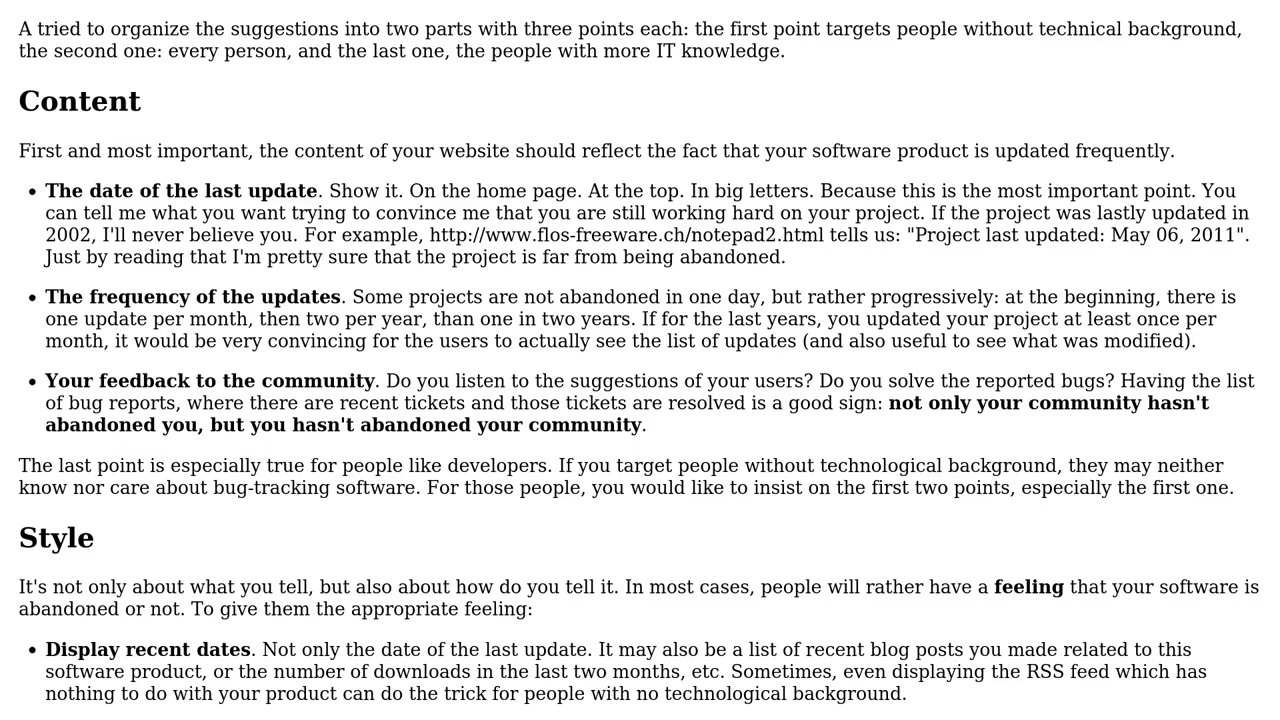 A tried to organize the suggestions into two parts with three points each: the first point targets people without technical background,
the second one: every person, and the last one, the people with more IT knowledge.
Content
First and most important, the content of your website should reflect the fact that your software product is updated frequently.
• The date of the last update. Show it. On the home page. At the top. In big letters. Because this is the most important point. You
can tell me what you want trying to convince me that you are still working hard on your project. If the project was lastly updated in
2002, I'll never believe you. For example, http://www.flos-freeware.ch/notepad2.html tells us: "Project last updated: May 06, 2011".
Just by reading that I'm pretty sure that the project is far from being abandoned.
• The frequency of the updates. Some projects are not abandoned in one day, but rather progressively: at the beginning, there is
one update per month, then two per year, than one in two years. If for the last years, you updated your project at least once per
month, it would be very convincing for the users to actually see the list of updates (and also useful to see what was modified).
• Your feedback to the community. Do you listen to the suggestions of your users? Do you solve the reported bugs? Having the list
of bug reports, where there are recent tickets and those tickets are resolved is a good sign: not only your community hasn't
abandoned you, but you hasn't abandoned your community.
The last point is especially true for people like developers. If you target people without technological background, they may neither
know nor care about bug-tracking software. For those people, you would like to insist on the first two points, especially the first one.
Style
It's not only about what you tell, but also about how do you tell it. In most cases, people will rather have a feeling that your software is
abandoned or not. To give them the appropriate feeling:
• Display recent dates. Not only the date of the last update. It may also be a list of recent blog posts you made related to this
software product, or the number of downloads in the last two months, etc. Sometimes, even displaying the RSS feed which has
nothing to do with your product can do the trick for people with no technological background.